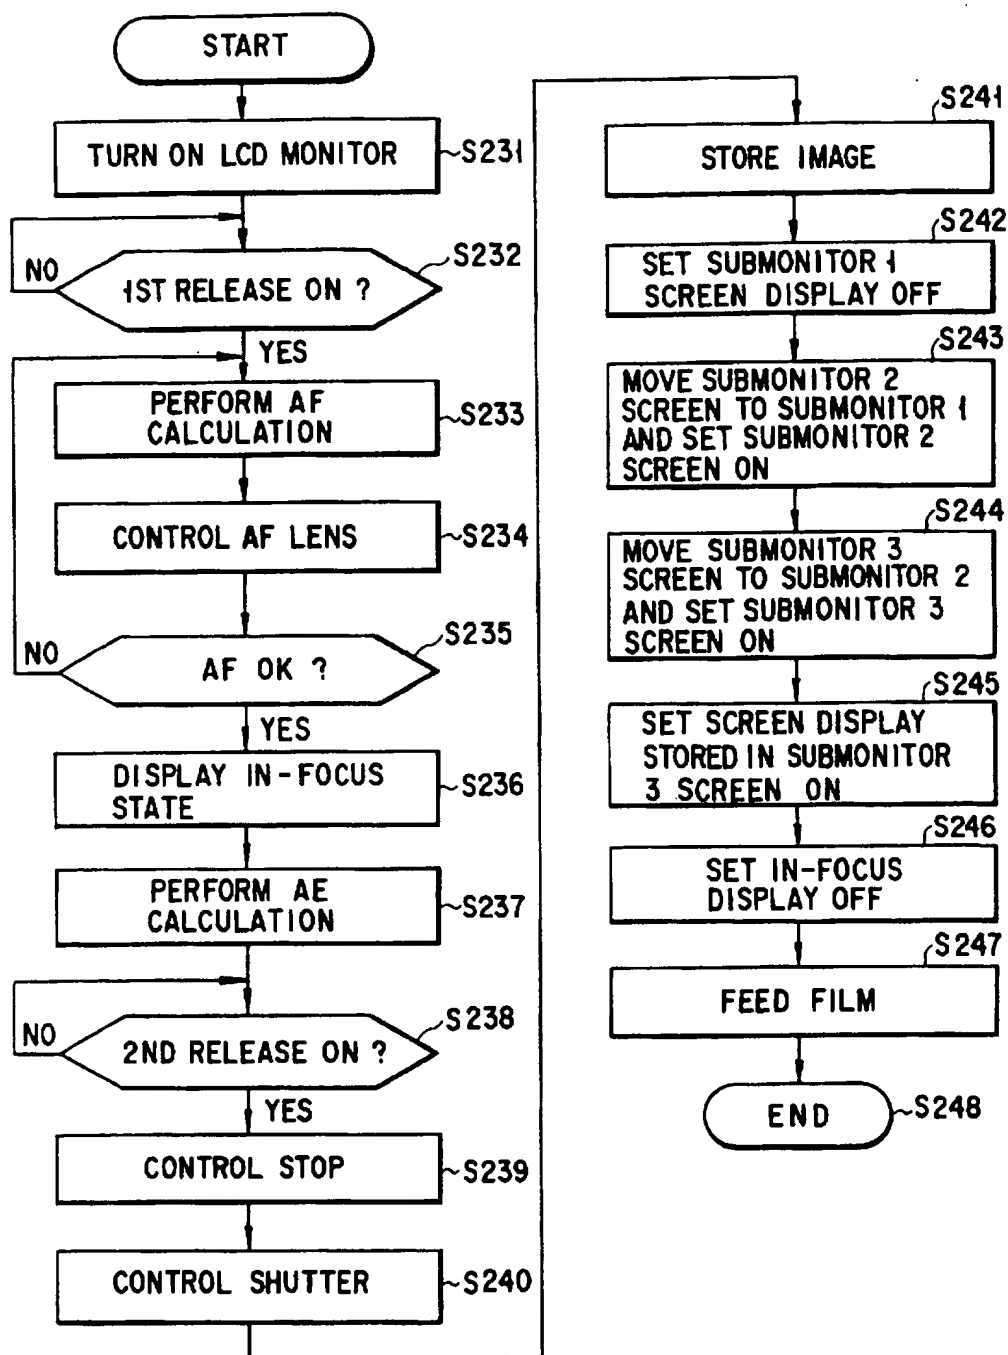 START
TURN ON LCD MONITOR
S231
NO
1ST RELEASE ON ?
S232
YES
PERFORM AF
CALCULATION
S233
CONTROL AF LENS
S234
NO
AF OK ?
S235
YES
DISPLAY IN-FOCUS
STATE
S236
PERFORM AE
CALCULATION
S237
NO
2ND RELEASE ON ?
S238
YES
CONTROL STOP
S239
CONTROL SHUTTER
S240
S241
STORE IMAGE
S242
SET SUBMONITOR 1
SCREEN DISPLAY OFF
S243
MOVE SUBMONITOR 2
SCREEN TO SUBMONITOR 1
AND SET SUBMONITOR 2
SCREEN ON
S244
MOVE SUBMONITOR 3
SCREEN TO SUBMONITOR 2
AND SET SUBMONITOR 3
SCREEN ON
S245
SET SCREEN DISPLAY
STORED IN SUBMONITOR
3 SCREEN ON
S246
SET IN-FOCUS
DISPLAY OFF
S247
FEED FILM
END
S248